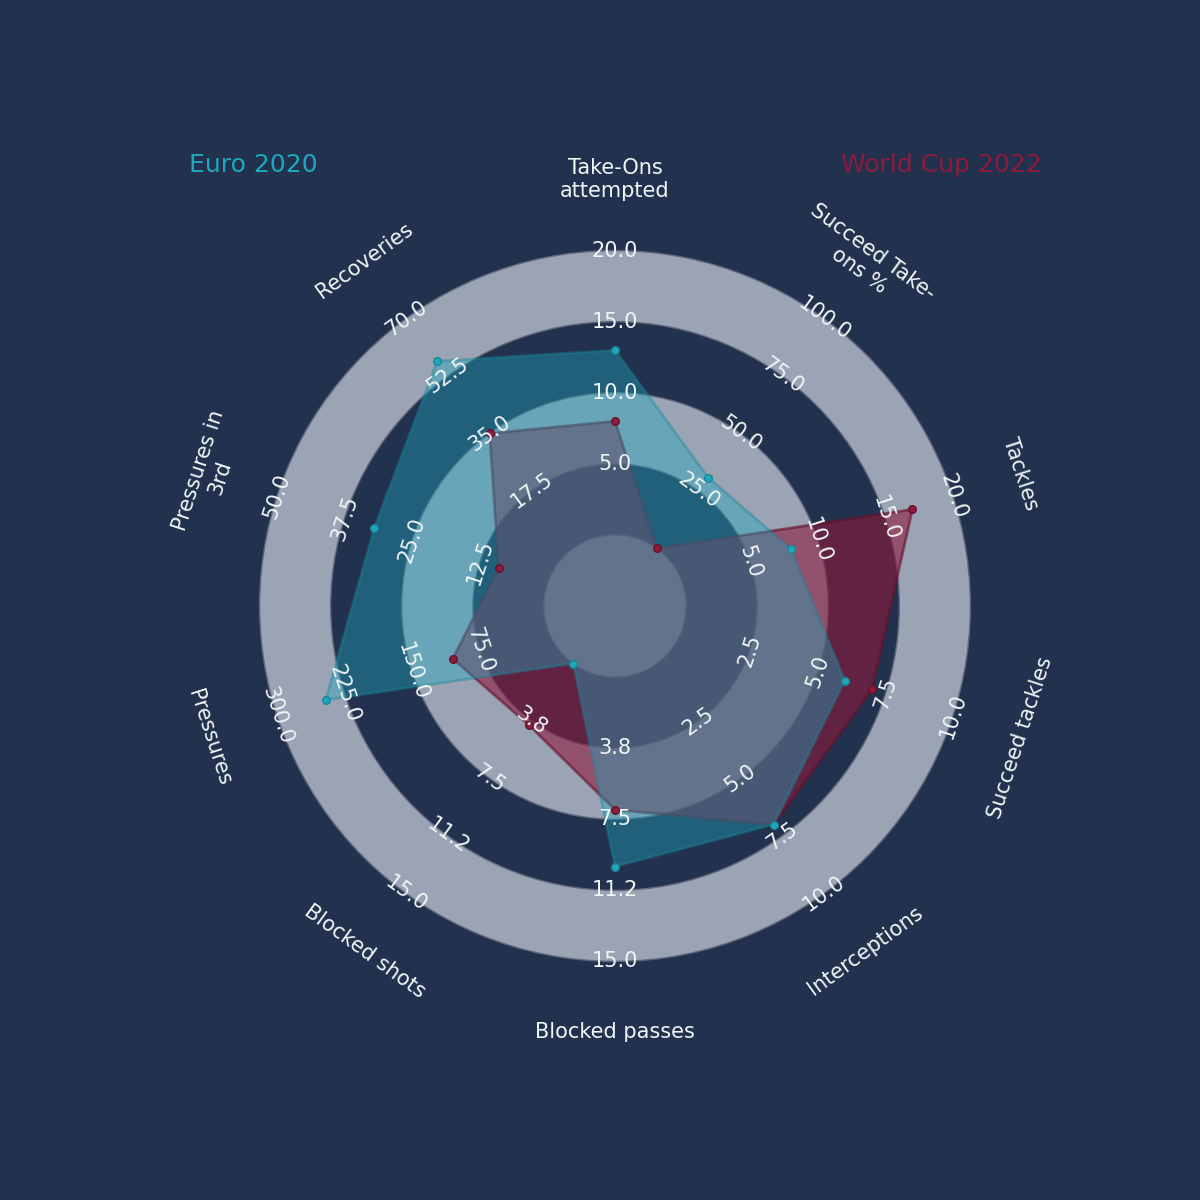 Euro 2020
World Cup 2022
Take-Ons
attempted
Succeed Take-
ons %
Tackles
Succeed tackles
Interceptions
Blocked passes
Blocked shots
Pressures
Pressures in
3rd
Recoveries
5.0
10.0
15.0
20.0
25.0
50.0
75.0
100.0
5.0
10.0
15.0
20.0
2.5
5.0
7.5
10.0
2.5
5.0
7.5
10.0
3.8
7.5
11.2
15.0
3.8
7.5
11.2
15.0
75.0
150.0
225.0
300.0
12.5
25.0
37.5
50.0
17.5
35.0
52.5
70.0